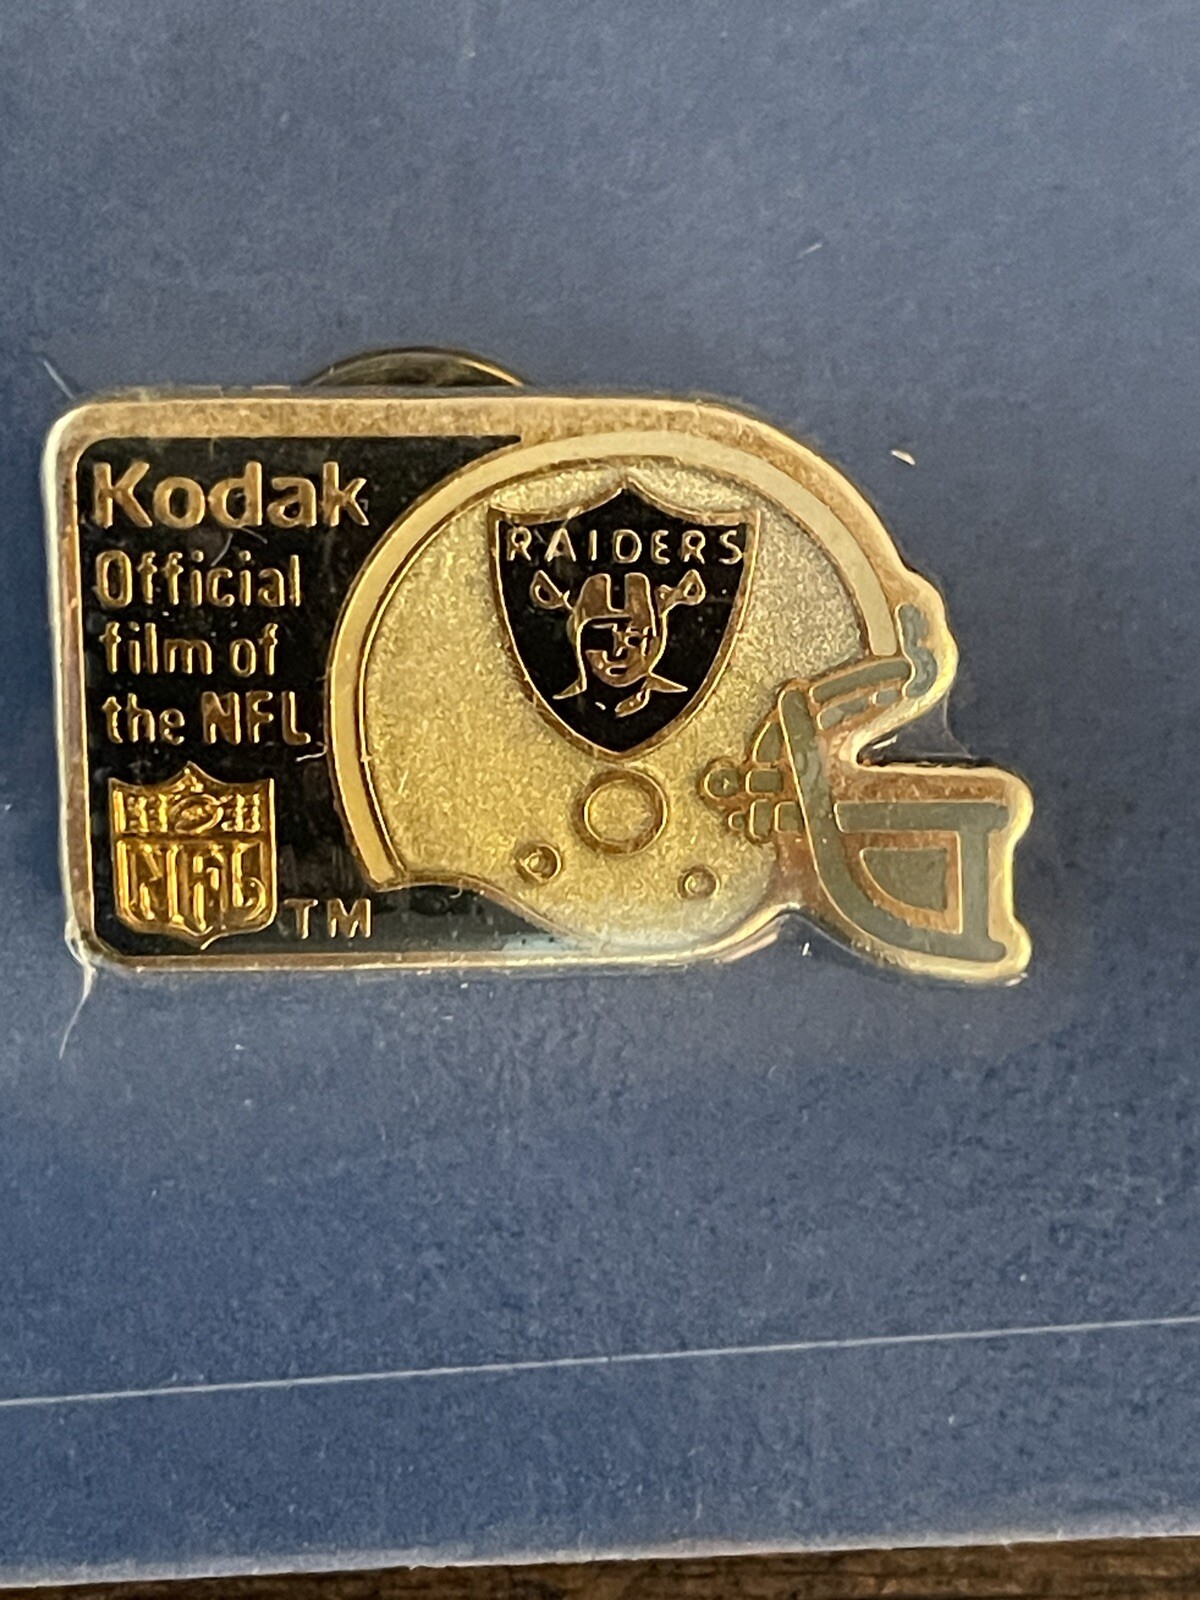 Kodak
Official
film of
the NFL
NFL
TM
RAIDERS